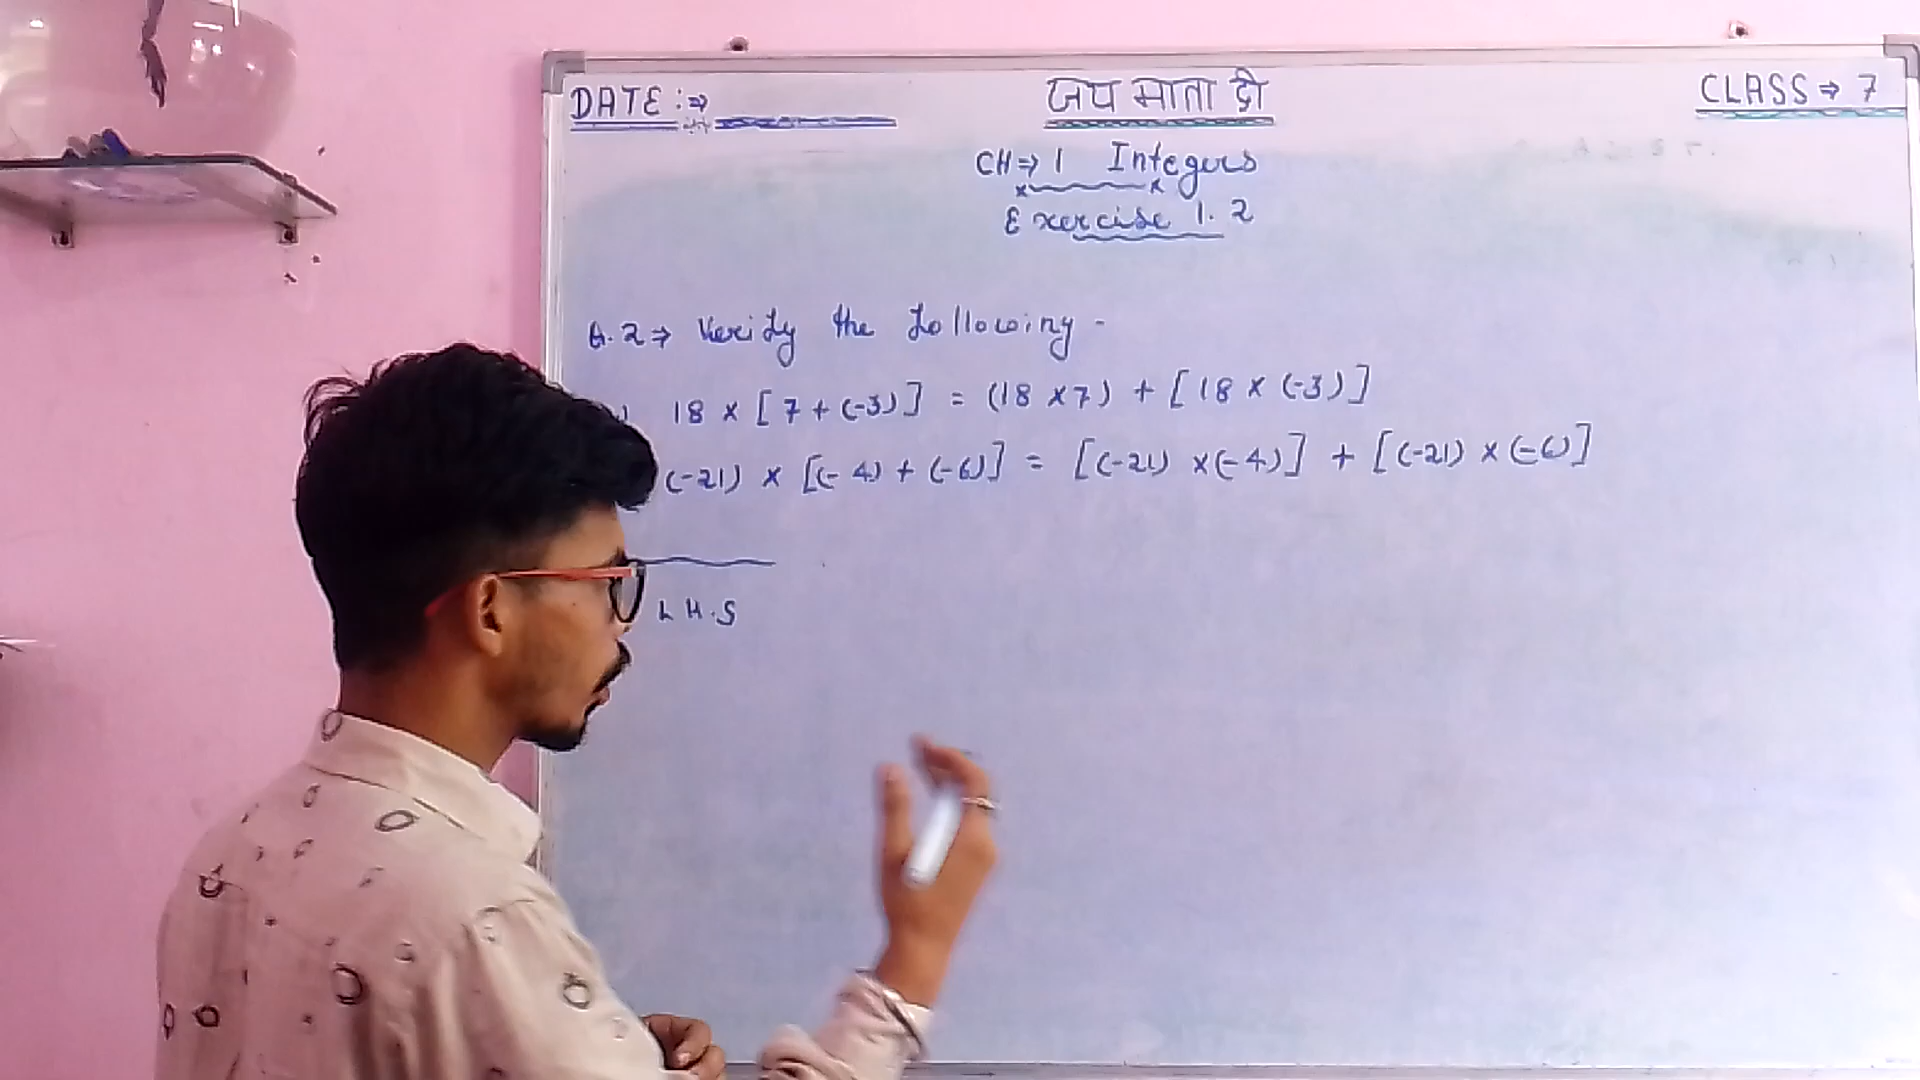 DATE :⇒
जय माता दी
CLASS ⇒ 7
CH ⇒ 1 Integers
Exercise 1.2
Q.2 ⇒ Verify the following -
18 × [7 + (-3)] = (18 × 7) + [18 × (-3)]
(-21) × [(-4) + (-6)] = [(-21) × (-4)] + [(-21) × (-6)]
L H.S